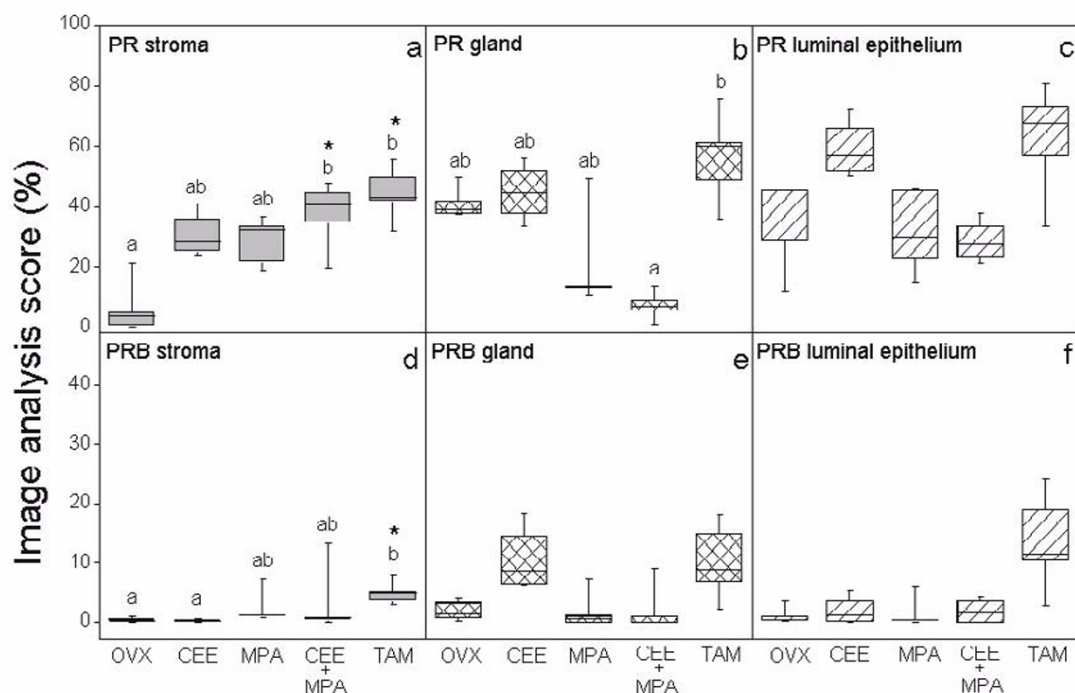 Image analysis score (%)
100
80
60
40
20
0
PR stroma
a
a
ab
ab
*
b
*
b
PR gland
b
ab
ab
ab
a
b
PR luminal epithelium
c
40
30
20
10
0
PRB stroma
d
a
a
ab
ab
*
b
PRB gland
e
PRB luminal epithelium
f
OVX
CEE
MPA
CEE
+
MPA
TAM
OVX
CEE
MPA
CEE
+
MPA
TAM
OVX
CEE
MPA
CEE
+
MPA
TAM